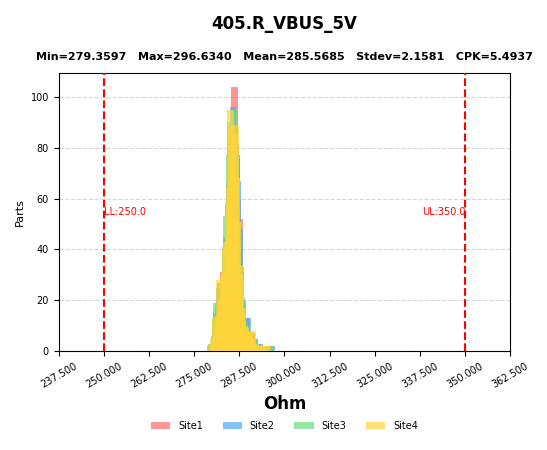 405.R_VBUS_5V
Min=279.3597 Max=296.6340 Mean=285.5685 Stdev=2.1581 CPK=5.4937
100
80
60
40
20
0
Parts
LL:250.0
UL:350.0
237.500 250.000 262.500 275.000 287.500 300.000 312.500 325.000 337.500 350.000 362.500
Ohm
Site1 Site2 Site3 Site4